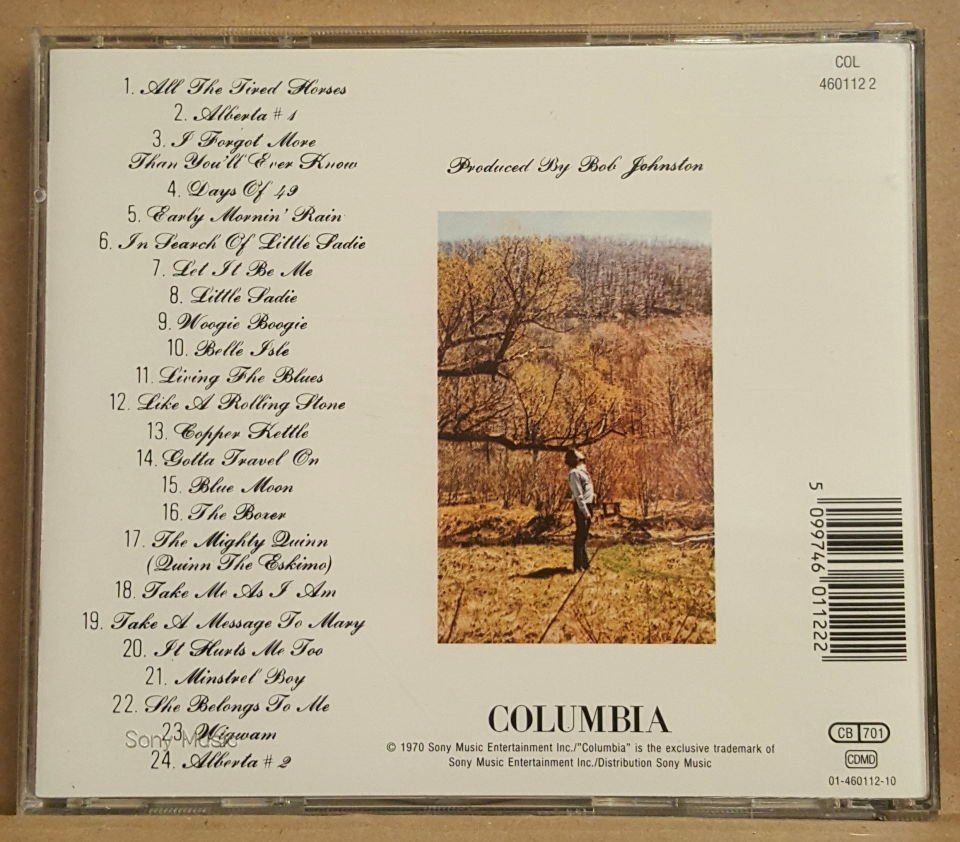 1. All The Tired Horses
2. Alberta # 1
3. I Forgot More
Than You'll Ever Know
4. Days Of 49
5. Early Mornin' Rain
6. In Search Of Little Sadie
7. Let It Be Me
8. Little Sadie
9. Woogie Boogie
10. Belle Isle
11. Living The Blues
12. Like A Rolling Stone
13. Copper Kettle
14. Gotta Travel On
15. Blue Moon
16. The Boxer
17. The Mighty Quinn
(Quinn The Eskimo)
18. Take Me As I Am
19. Take A Message To Mary
20. It Hurts Me Too
21. Minstrel Boy
22. She Belongs To Me
23. Wigwam
Sony Music
24. Alberta # 2
Produced By Bob Johnston
COL
460112 2
5 099746 011222
COLUMBIA
© 1970 Sony Music Entertainment Inc./"Columbia" is the exclusive trademark of
Sony Music Entertainment Inc./Distribution Sony Music
CB 701
CDMD
01-460112-10